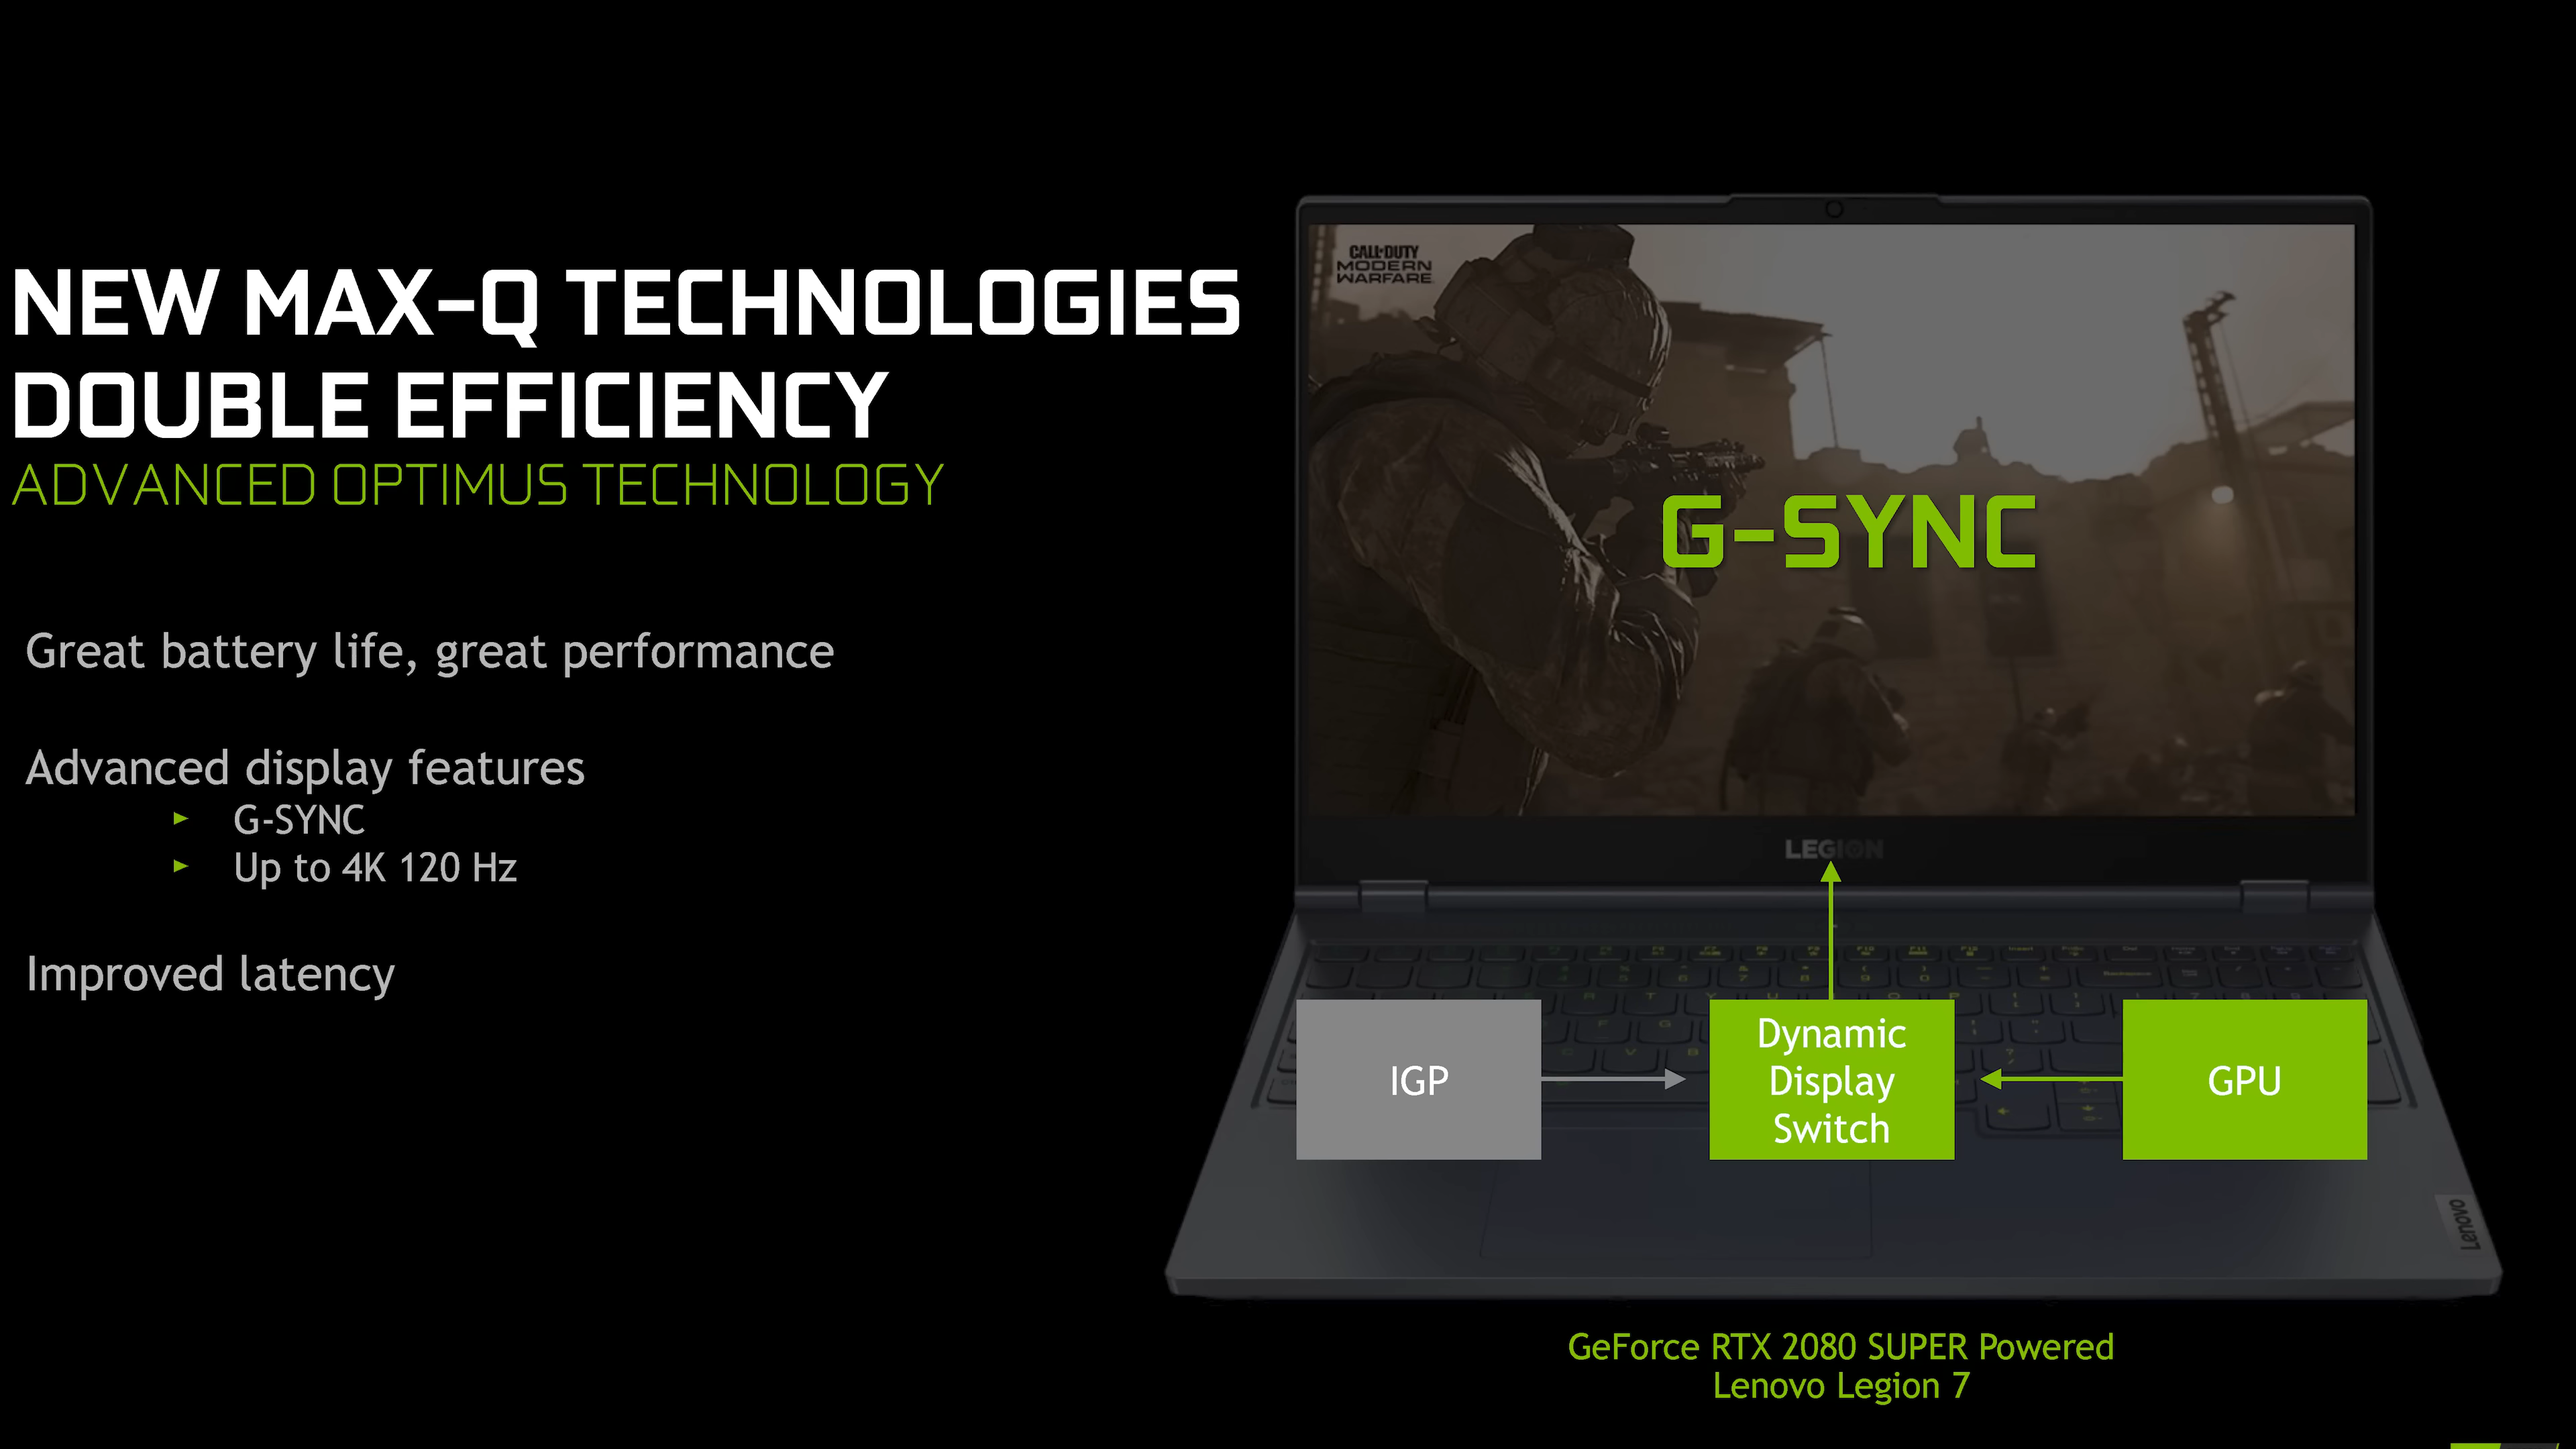 NEW MAX-Q TECHNOLOGIES
DOUBLE EFFICIENCY
ADVANCED OPTIMUS TECHNOLOGY
Great battery life, great performance
Advanced display features
► G-SYNC
► Up to 4K 120 Hz
Improved latency
CALL OF DUTY
MODERN
WARFARE
G-SYNC
LEGION
IGP
Dynamic
Display
Switch
GPU
Lenovo
GeForce RTX 2080 SUPER Powered
Lenovo Legion 7